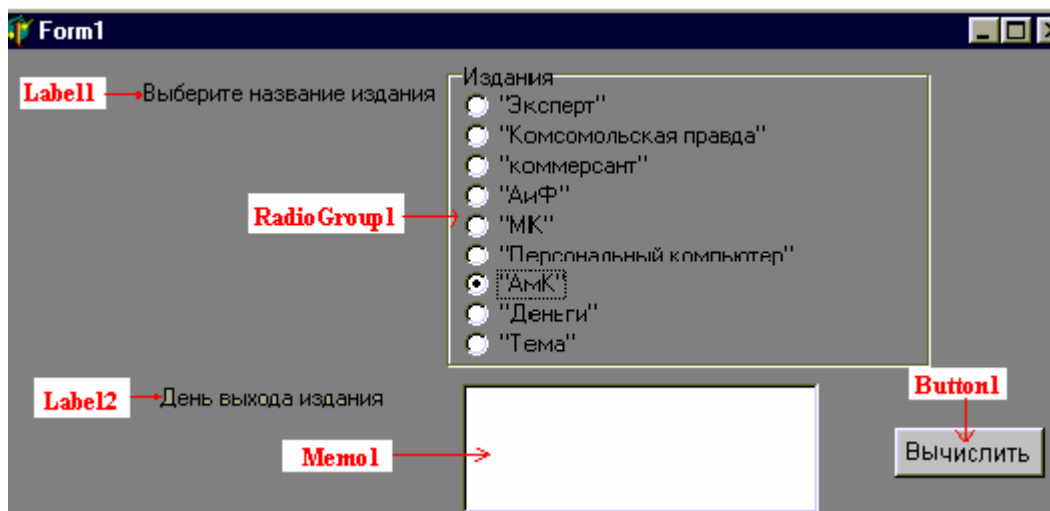 Form1
Label1 Выберите название издания
Издания
"Эксперт"
"Комсомольская правда"
"коммерсант"
"АиФ"
RadioGroup1
"МК"
"Персональный компьютер"
"АмК"
"Деньги"
"Тема"
Label2 День выхода издания
Button1
Memo1
Вычислить